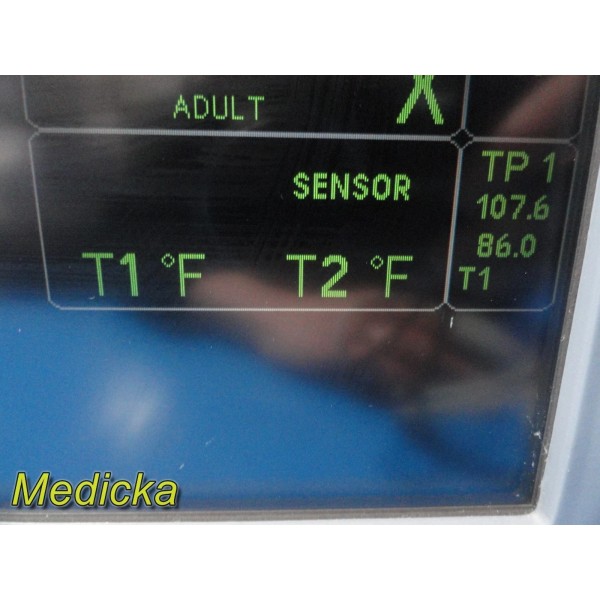 ADULT
SENSOR
T1 °F
T2 °F
TP 1
107.6
86.0
T1
Medicka